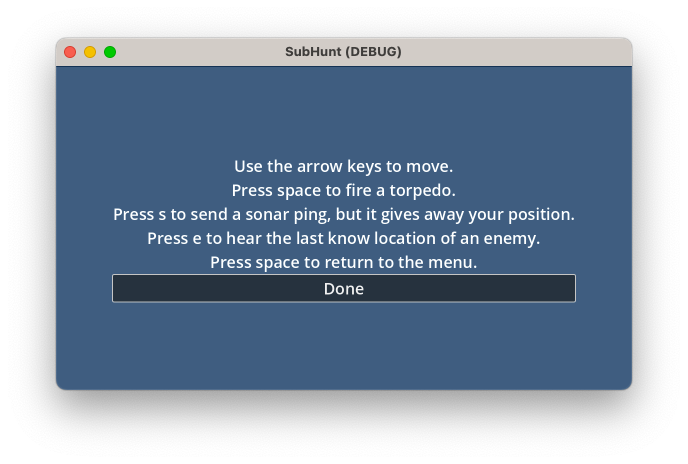 SubHunt (DEBUG)
Use the arrow keys to move.
Press space to fire a torpedo.
Press s to send a sonar ping, but it gives away your position.
Press e to hear the last know location of an enemy.
Press space to return to the menu.
Done